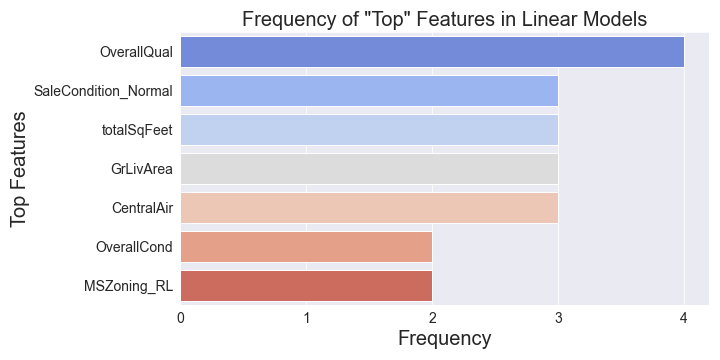 Frequency of "Top" Features in Linear Models
Top Features
OverallQual
SaleCondition_Normal
totalSqFeet
GrLivArea
CentralAir
OverallCond
MSZoning_RL
0 1 2 3 4
Frequency